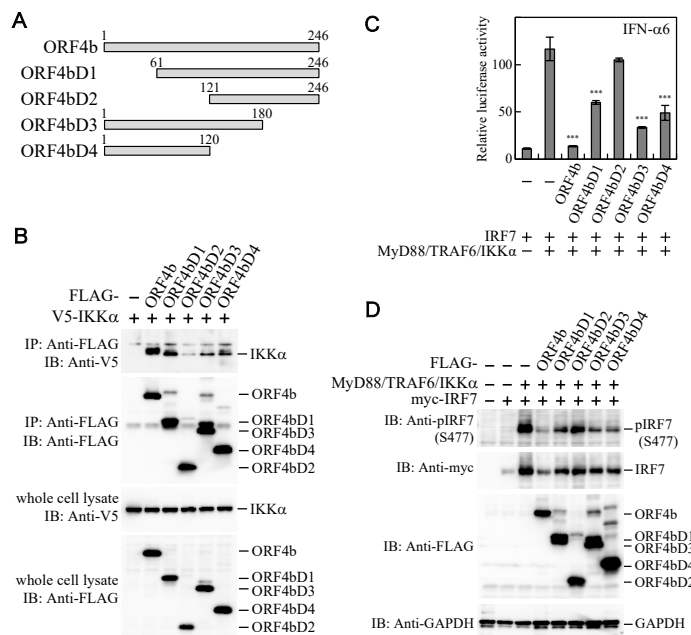 A
1 246
ORF4b
61 246
ORF4bD1
121 246
ORF4bD2
1 180
ORF4bD3
1 120
ORF4bD4
B
FLAG-
– ORF4b ORF4bD1 ORF4bD2 ORF4bD3 ORF4bD4
V5-IKKα + + + + + +
IP: Anti-FLAG
IB: Anti-V5
IKKα
IP: Anti-FLAG
IB: Anti-FLAG
ORF4b
ORF4bD1
ORF4bD3
ORF4bD4
ORF4bD2
whole cell lysate
IB: Anti-V5
IKKα
whole cell lysate
IB: Anti-FLAG
ORF4b
ORF4bD1
ORF4bD3
ORF4bD4
ORF4bD2
C
IFN-α6
Relative luciferase activity
100
50
0
*** *** *** ***
– – ORF4b ORF4bD1 ORF4bD2 ORF4bD3 ORF4bD4
IRF7 + + + + + + +
MyD88/TRAF6/IKKα – + + + + + +
D
FLAG- – – – ORF4b ORF4bD1 ORF4bD2 ORF4bD3 ORF4bD4
MyD88/TRAF6/IKKα – – + + + + + +
myc-IRF7 – + + + + + + +
IB: Anti-pIRF7
(S477)
pIRF7
(S477)
IB: Anti-myc
IRF7
IB: Anti-FLAG
ORF4b
ORF4bD1
ORF4bD3
ORF4bD4
ORF4bD2
IB: Anti-GAPDH
GAPDH